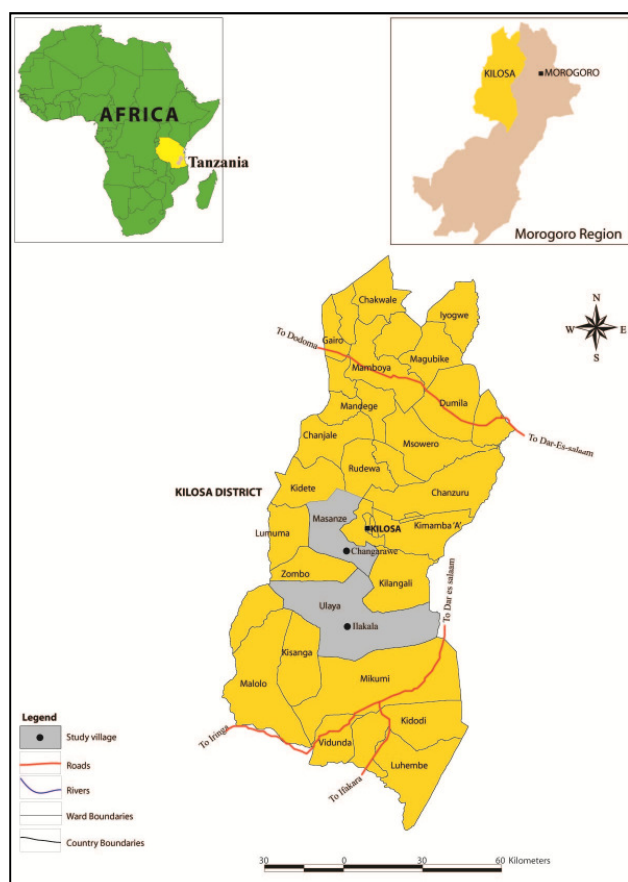 AFRICA
Tanzania
KILOSA
MOROGORO
Morogoro Region
N
W E
S
Chakwale
Iyogwe
To Dodoma
Gairo
Magubike
Mamboya
Dumila
Mandege
To Dar-Es-salaam
Chanjale
Msowero
Rudewa
KILOSA DISTRICT
Kidete
Chanzuru
Masanze
KILOSA
Kimamba 'A'
Lumuma
Changarawe
Zombo
Kilangali
To Dar es salaam
Ulaya
Ilakala
Kisanga
Mikumi
Malolo
Kidodi
To Iringa
Vidunda
Luhembe
To Ifakara
Legend
Study village
Roads
Rivers
Ward Boundaries
Country Boundaries
30 0 30 60 Kilometers